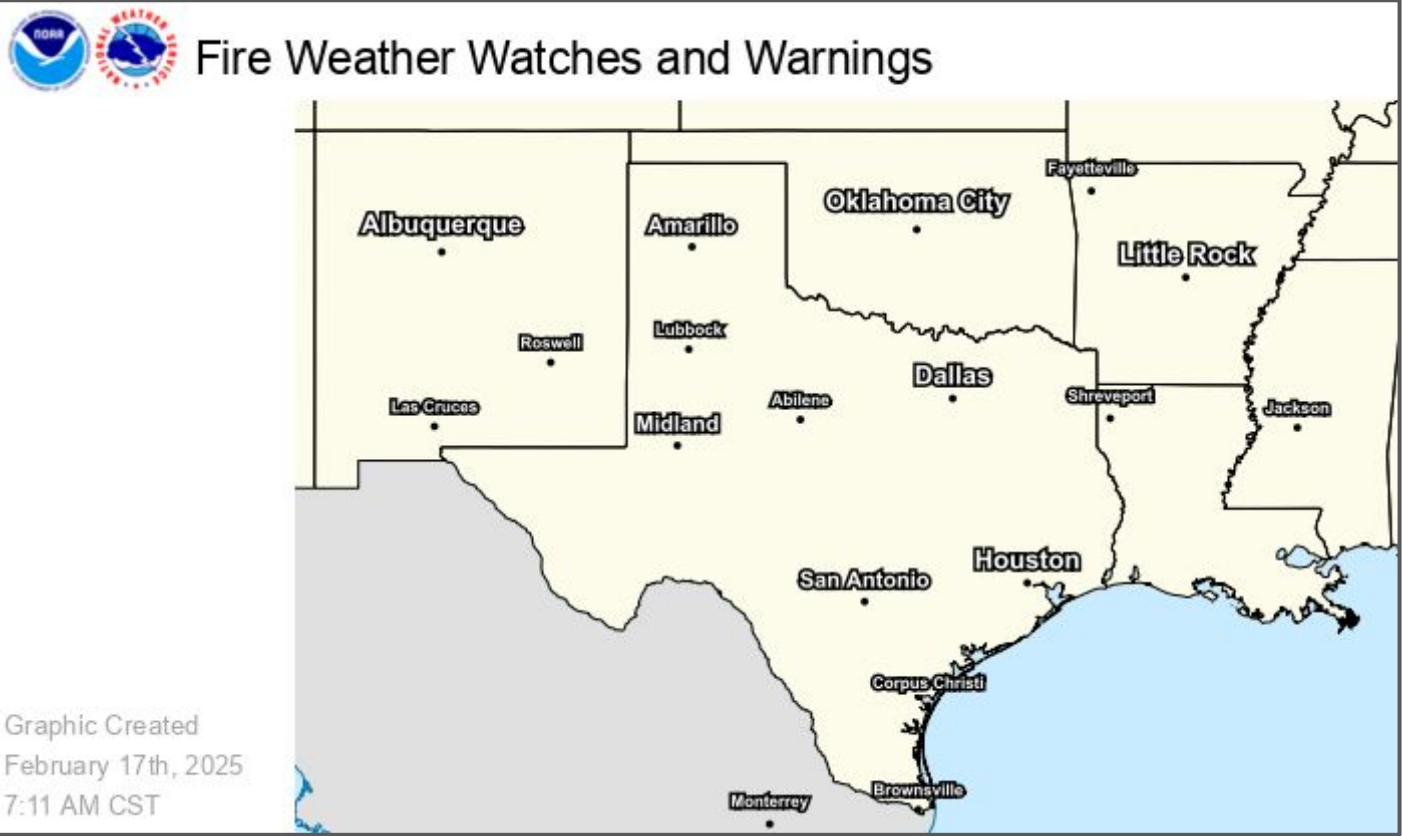 NOAA
NATIONAL WEATHER SERVICE
Fire Weather Watches and Warnings
Fayetteville
Oklahoma City
Albuquerque
Amarillo
Little Rock
Lubbock
Roswell
Dallas
Las Cruces
Abilene
Shreveport
Jackson
Midland
Houston
San Antonio
Corpus Christi
Graphic Created
February 17th, 2025
7:11 AM CST
Brownsville
Monterrey